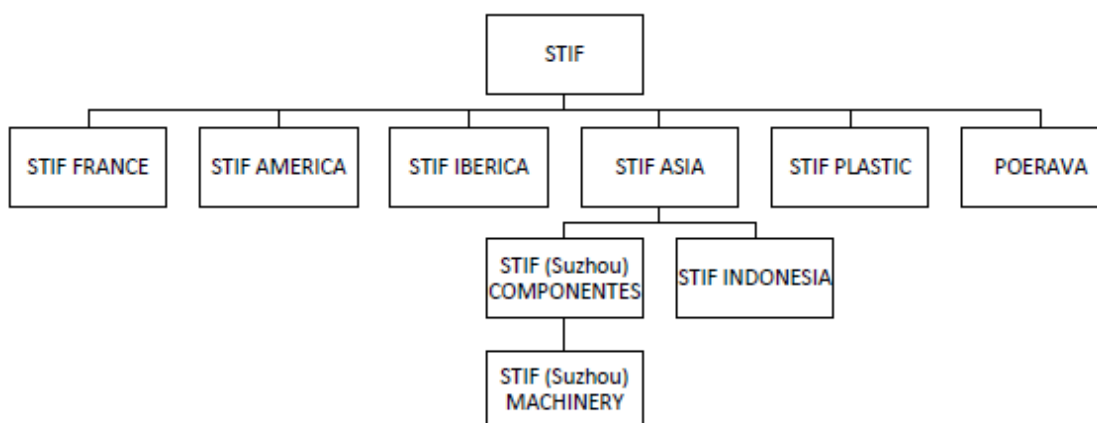 STIF
STIF FRANCE
STIF AMERICA
STIF IBERICA
STIF ASIA
STIF PLASTIC
POERAVA
STIF (Suzhou)
COMPONENTES
STIF INDONESIA
STIF (Suzhou)
MACHINERY